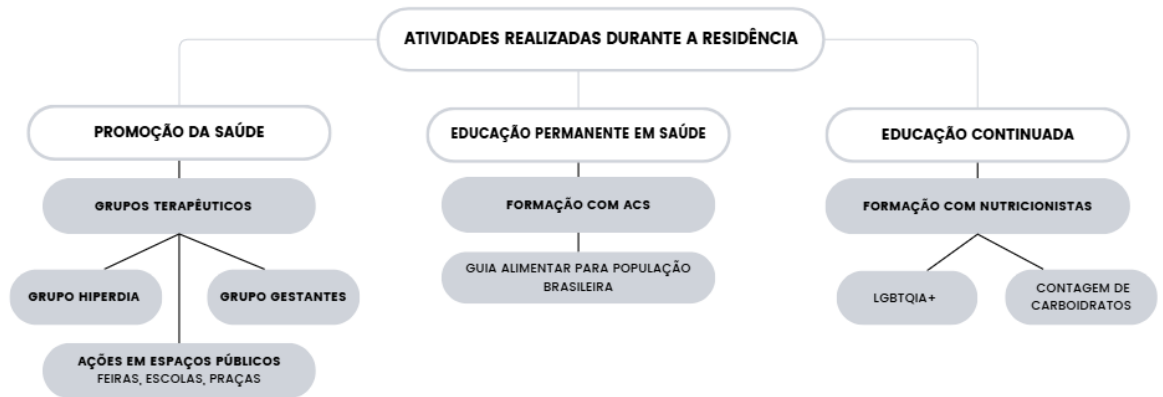 ATIVIDADES REALIZADAS DURANTE A RESIDÊNCIA
PROMOÇÃO DA SAÚDE
EDUCAÇÃO PERMANENTE EM SAÚDE
EDUCAÇÃO CONTINUADA
GRUPOS TERAPÊUTICOS
FORMAÇÃO COM ACS
FORMAÇÃO COM NUTRICIONISTAS
GRUPO HIPERDIA
GRUPO GESTANTES
GUIA ALIMENTAR PARA POPULAÇÃO
BRASILEIRA
LGBTQIA+
CONTAGEM DE
CARBOIDRATOS
AÇÕES EM ESPAÇOS PÚBLICOS
FEIRAS, ESCOLAS, PRAÇAS